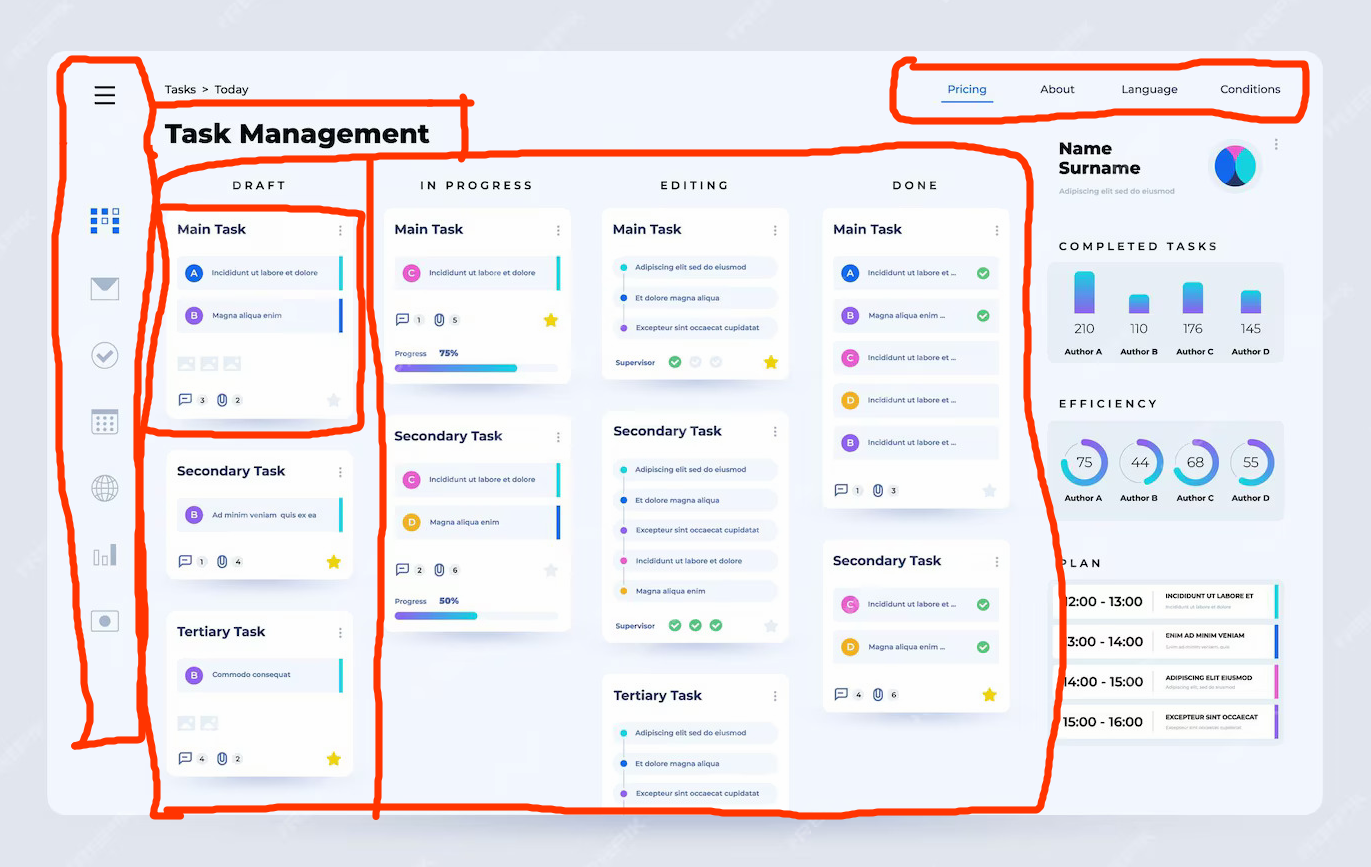 Tasks > Today
Pricing About Language Conditions
Task Management
DRAFT
Main Task
A Incididunt ut labore et dolore
B Magna aliqua enim
3 2
Secondary Task
B Ad minim veniam quis ex ea
1 4
Tertiary Task
B Commodo consequat
4 2
IN PROGRESS
Main Task
C Incididunt ut labore et dolore
1 5
Progress 75%
Secondary Task
C Incididunt ut labore et dolore
D Magna aliqua enim
2 6
Progress 50%
EDITING
Main Task
Adipiscing elit sed do eiusmod
Et dolore magna aliqua
Excepteur sint occaecat cupidatat
Supervisor
Secondary Task
Adipiscing elit sed do eiusmod
Et dolore magna aliqua
Excepteur sint occaecat cupidatat
Incididunt ut labore et dolore
Magna aliqua enim
Supervisor
Tertiary Task
Adipiscing elit sed do eiusmod
Et dolore magna aliqua
Excepteur sint occaecat cupidatat
DONE
Main Task
A Incididunt ut labore et ...
B Magna aliqua enim ...
C Incididunt ut labore et ...
D Incididunt ut labore et ...
B Incididunt ut labore et ...
1 3
Secondary Task
C Incididunt ut labore et ...
D Magna aliqua enim ...
4 6
Name
Surname
Adipiscing elit sed do eiusmod
COMPLETED TASKS
210 110 176 145
Author A Author B Author C Author D
EFFICIENCY
75 44 68 55
Author A Author B Author C Author D
PLAN
12:00 - 13:00 INCIDIDUNT UT LABORE ET
Incididunt ut labore et dolore
13:00 - 14:00 ENIM AD MINIM VENIAM
14:00 - 15:00 ADIPISCING ELIT EIUSMOD
Adipiscing elit, sed do eiusmod
15:00 - 16:00 EXCEPTEUR SINT OCCAECAT
Excepteur sint occaecat cupidatat